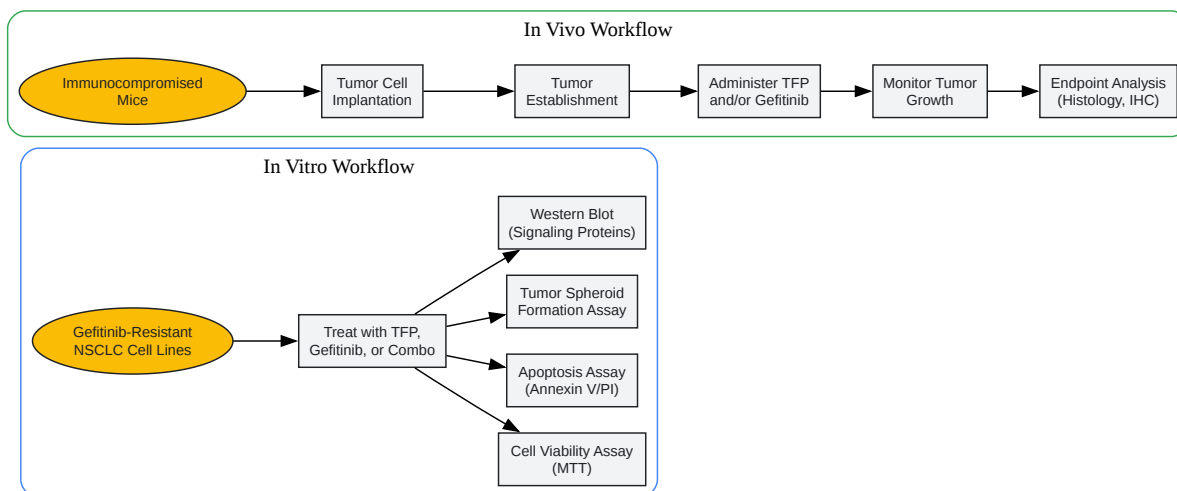 In Vivo Workflow
Immunocompromised
Mice
Tumor Cell
Implantation
Tumor
Establishment
Administer TFP
and/or Gefitinib
Monitor Tumor
Growth
Endpoint Analysis
(Histology, IHC)
In Vitro Workflow
Gefitinib-Resistant
NSCLC Cell Lines
Treat with TFP,
Gefitinib, or Combo
Western Blot
(Signaling Proteins)
Tumor Spheroid
Formation Assay
Apoptosis Assay
(Annexin V/PI)
Cell Viability Assay
(MTT)